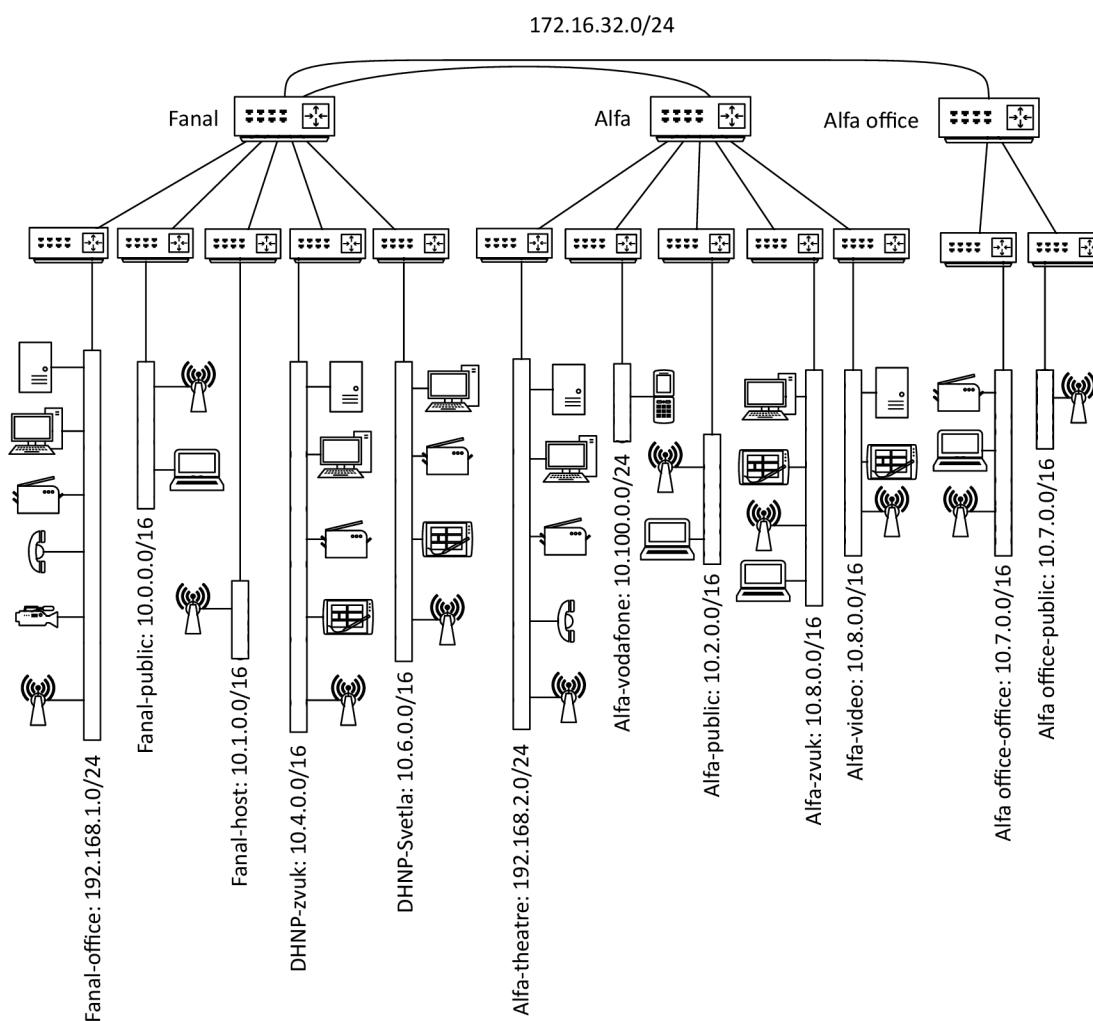 172.16.32.0/24
Fanal
Alfa
Alfa office
Fanal-office: 192.168.1.0/24
Fanal-public: 10.0.0.0/16
Fanal-host: 10.1.0.0/16
DHNP-zvuk: 10.4.0.0/16
DHNP-Svetla: 10.6.0.0/16
Alfa-theatre: 192.168.2.0/24
Alfa-vodafone: 10.100.0.0/24
Alfa-public: 10.2.0.0/16
Alfa-zvuk: 10.8.0.0/16
Alfa-video: 10.8.0.0/16
Alfa office-office: 10.7.0.0/16
Alfa office-public: 10.7.0.0/16